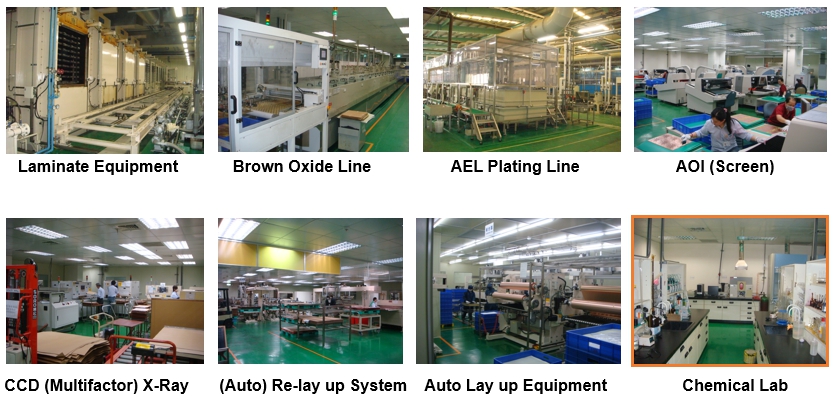 Laminate Equipment
Brown Oxide Line
AEL Plating Line
AOI (Screen)
CCD (Multifactor) X-Ray
(Auto) Re-lay up System
Auto Lay up Equipment
Chemical Lab